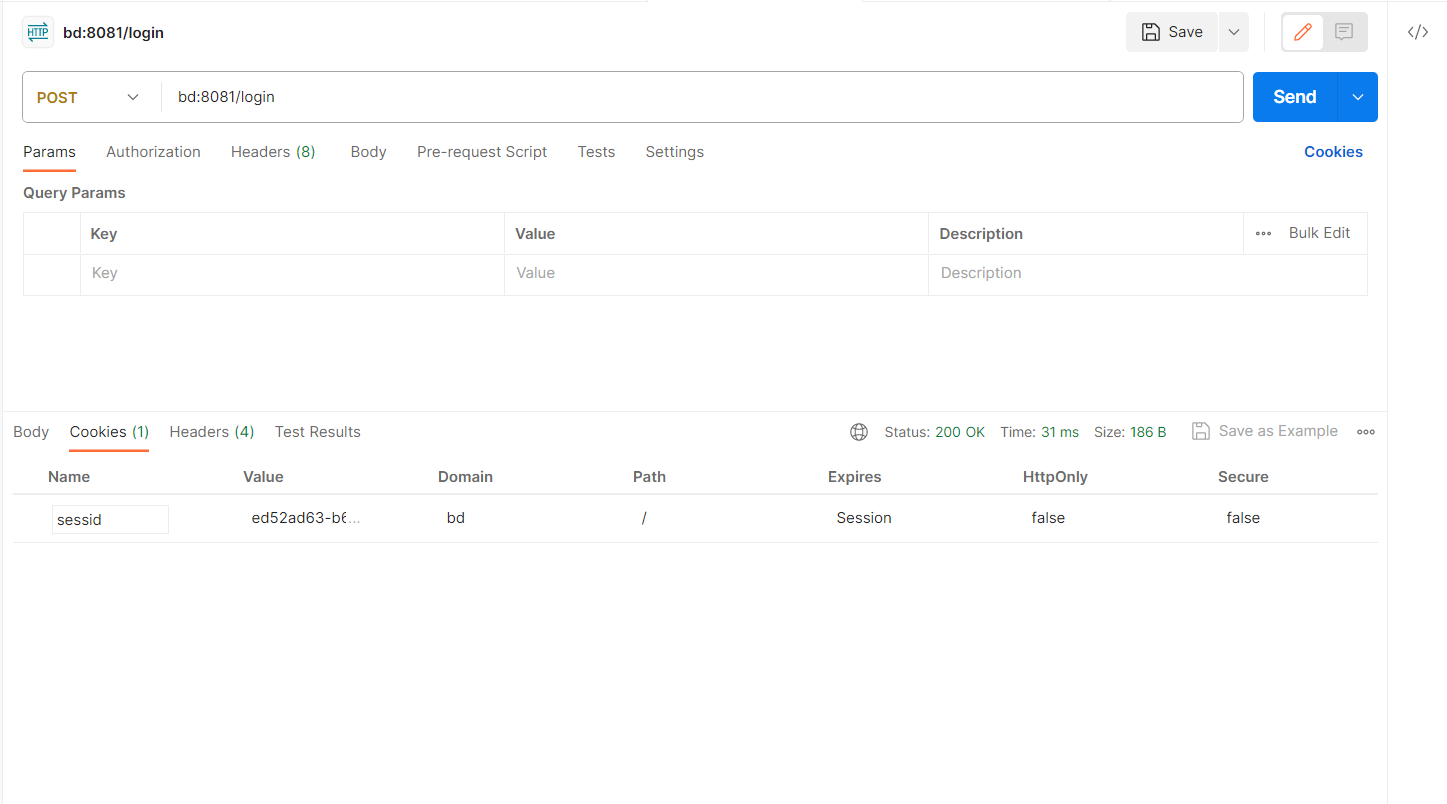 HTTP bd:8081/login Save
POST bd:8081/login Send
Params Authorization Headers (8) Body Pre-request Script Tests Settings Cookies
Query Params
Key Value Description Bulk Edit
Key Value Description
Body Cookies (1) Headers (4) Test Results Status: 200 OK Time: 31 ms Size: 186 B Save as Example
Name Value Domain Path Expires HttpOnly Secure
sessid ed52ad63-b6... bd / Session false false